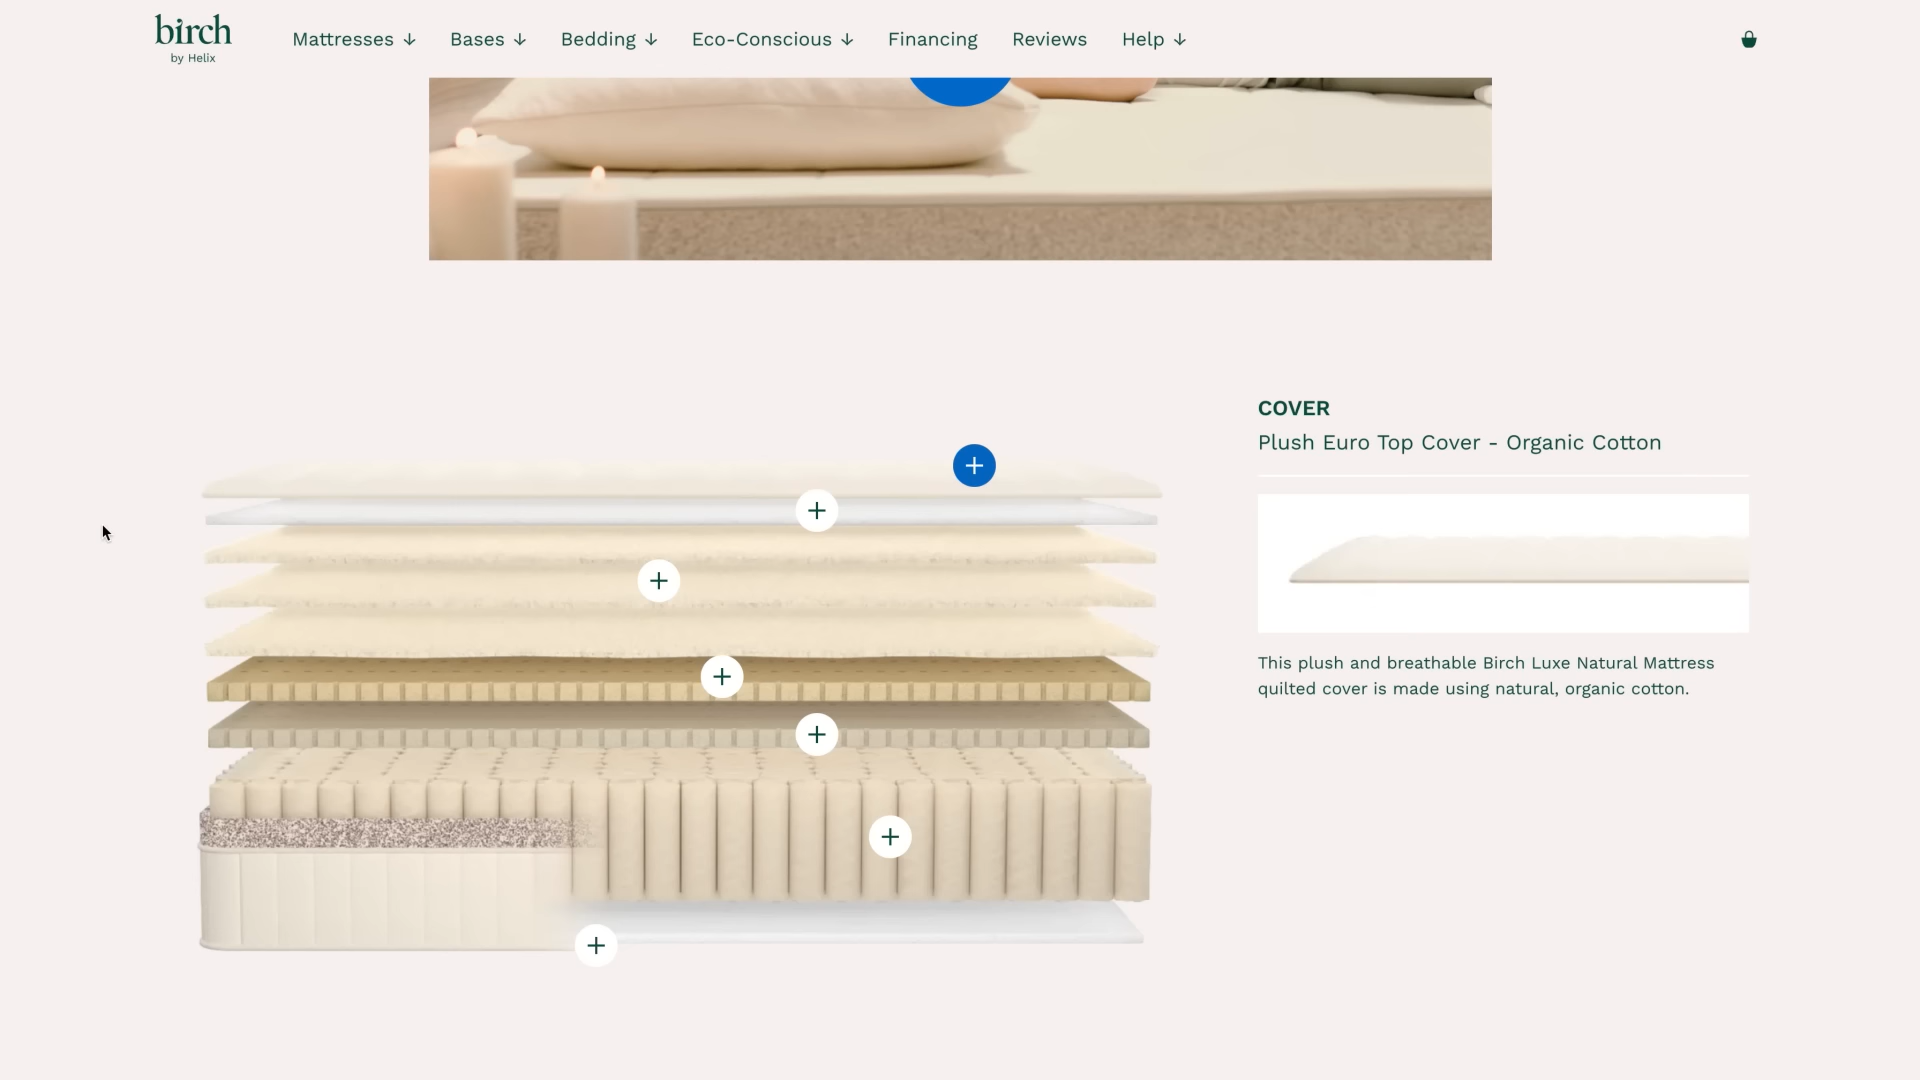 birch
by Helix
Mattresses ↓
Bases ↓
Bedding ↓
Eco-Conscious ↓
Financing
Reviews
Help ↓
COVER
Plush Euro Top Cover - Organic Cotton
This plush and breathable Birch Luxe Natural Mattress
quilted cover is made using natural, organic cotton.